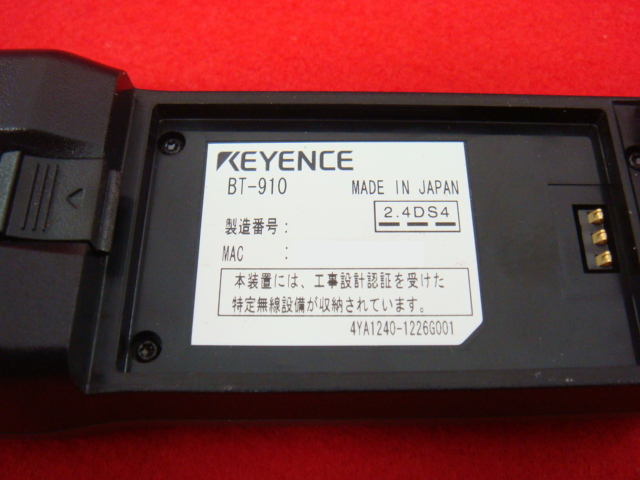 KEYENCE
BT-910 MADE IN JAPAN
2.4DS4
製造番号:
MAC :
本装置には、工事設計認証を受けた
特定無線設備が収納されています。
4YA1240-1226G001